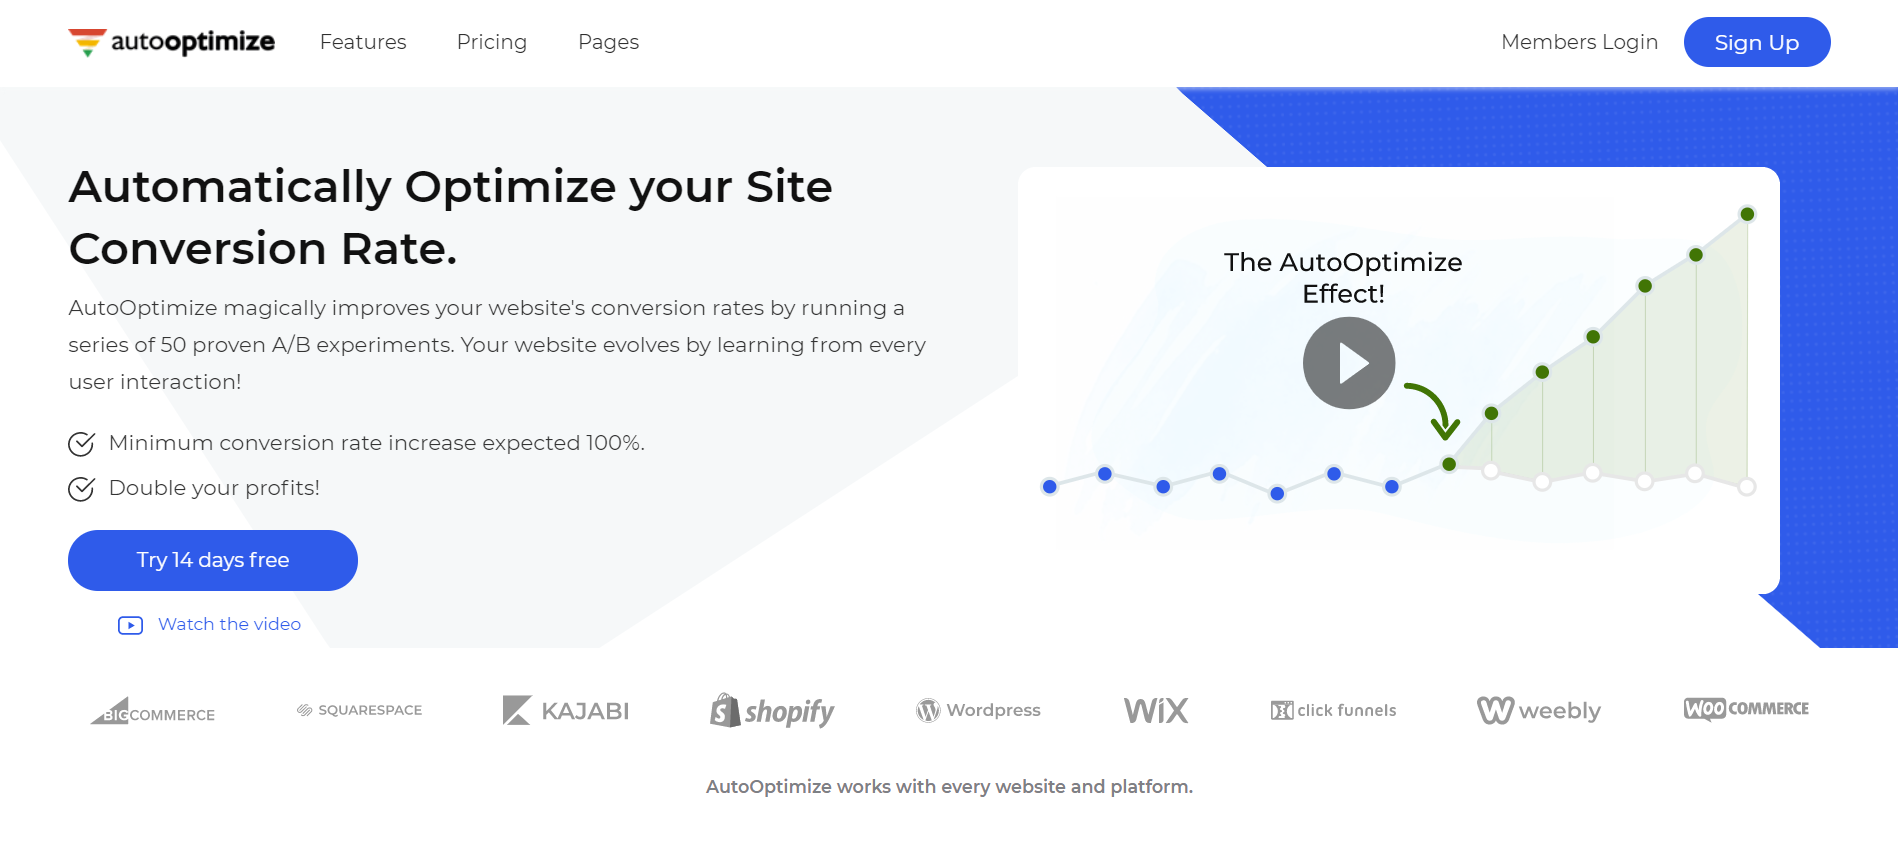 autooptimize
Features
Pricing
Pages
Members Login
Sign Up
Automatically Optimize your Site
Conversion Rate.
AutoOptimize magically improves your website's conversion rates by running a
series of 50 proven A/B experiments. Your website evolves by learning from every
user interaction!
Minimum conversion rate increase expected 100%.
Double your profits!
Try 14 days free
Watch the video
The AutoOptimize
Effect!
BIGCOMMERCE
SQUARESPACE
KAJABI
shopify
Wordpress
WiX
click funnels
weebly
WOO COMMERCE
AutoOptimize works with every website and platform.